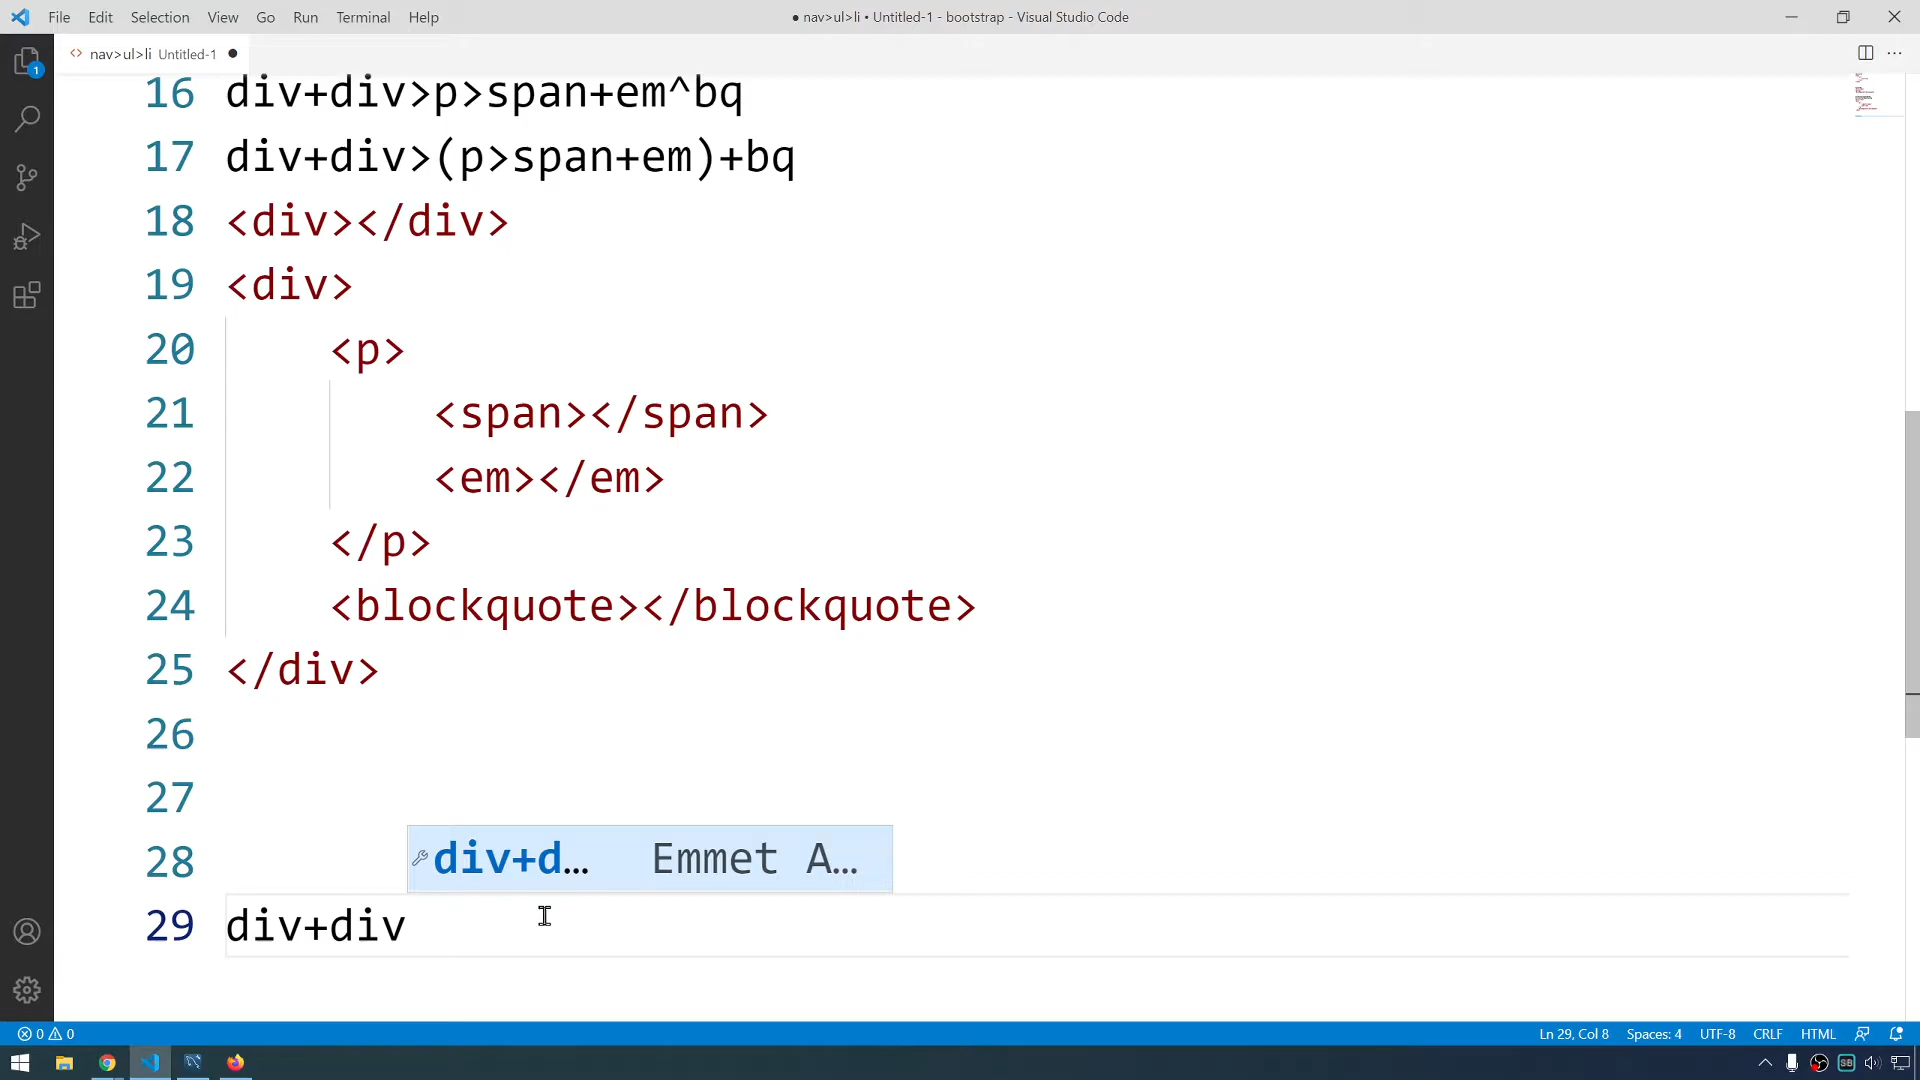 File Edit Selection View Go Run Terminal Help
● nav>ul>li • Untitled-1 - bootstrap - Visual Studio Code
nav>ul>li Untitled-1 ●
1
16 div+div>p>span+em^bq
17 div+div>(p>span+em)+bq
18 <div></div>
19 <div>
20 <p>
21 <span></span>
22 <em></em>
23 </p>
24 <blockquote></blockquote>
25 </div>
26
27
div+d… Emmet A…
28
29 div+div
0 0 Ln 29, Col 8 Spaces: 4 UTF-8 CRLF HTML
SB